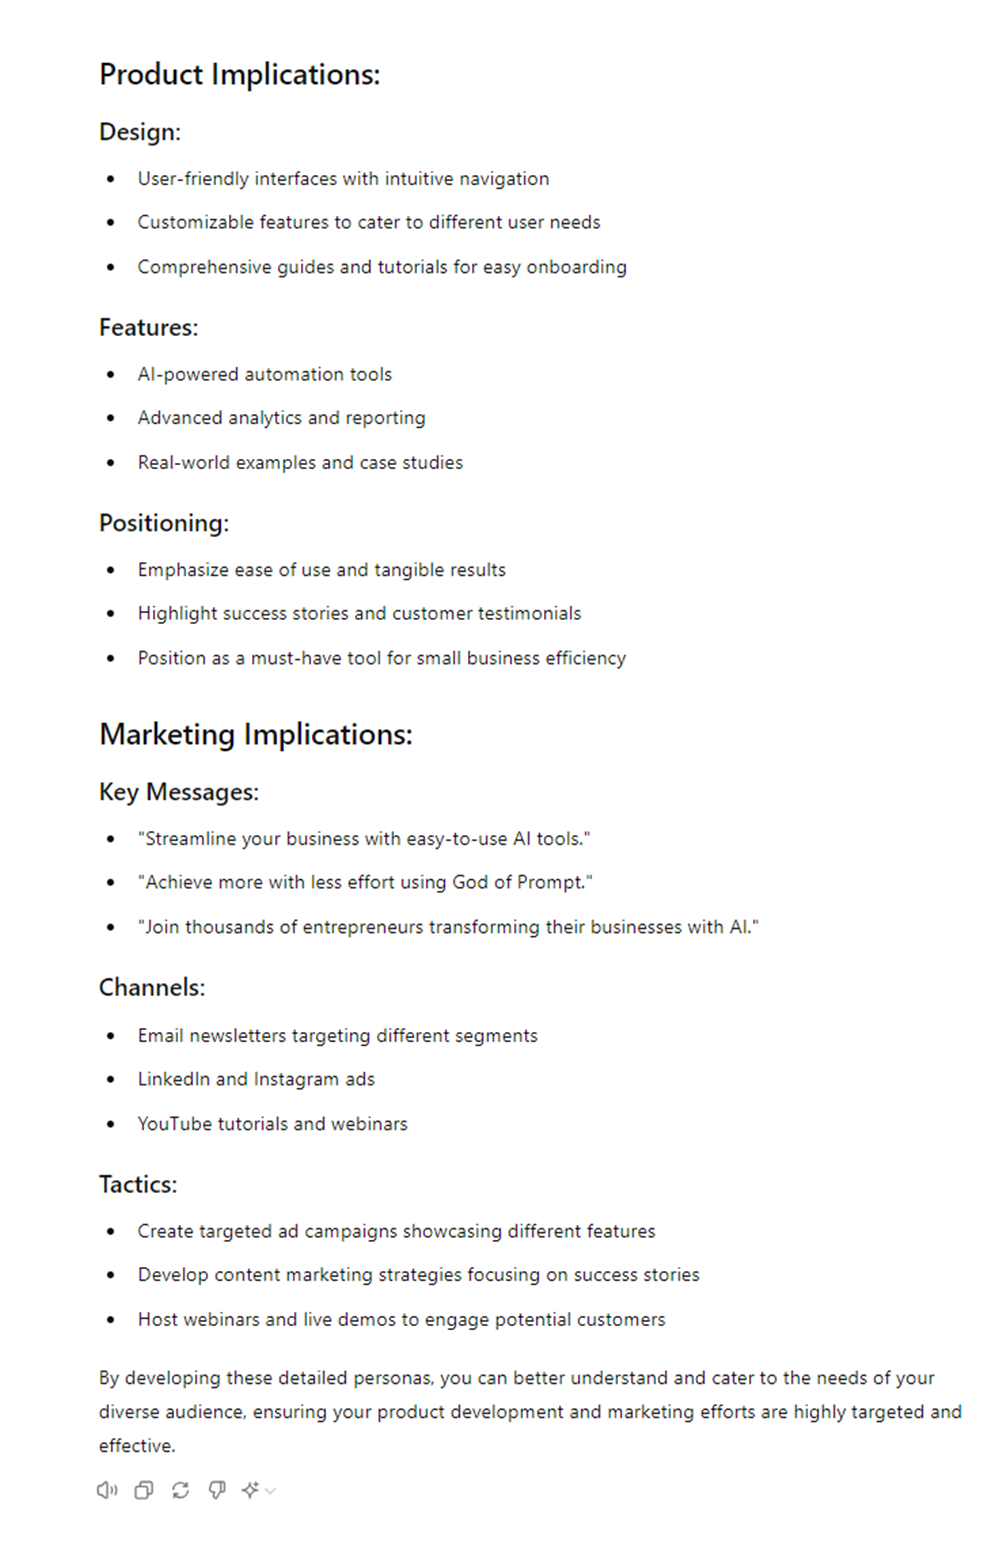 Product Implications:
Design:
• User-friendly interfaces with intuitive navigation
• Customizable features to cater to different user needs
• Comprehensive guides and tutorials for easy onboarding
Features:
• AI-powered automation tools
• Advanced analytics and reporting
• Real-world examples and case studies
Positioning:
• Emphasize ease of use and tangible results
• Highlight success stories and customer testimonials
• Position as a must-have tool for small business efficiency
Marketing Implications:
Key Messages:
• "Streamline your business with easy-to-use AI tools."
• "Achieve more with less effort using God of Prompt."
• "Join thousands of entrepreneurs transforming their businesses with AI."
Channels:
• Email newsletters targeting different segments
• LinkedIn and Instagram ads
• YouTube tutorials and webinars
Tactics:
• Create targeted ad campaigns showcasing different features
• Develop content marketing strategies focusing on success stories
• Host webinars and live demos to engage potential customers
By developing these detailed personas, you can better understand and cater to the needs of your
diverse audience, ensuring your product development and marketing efforts are highly targeted and
effective.